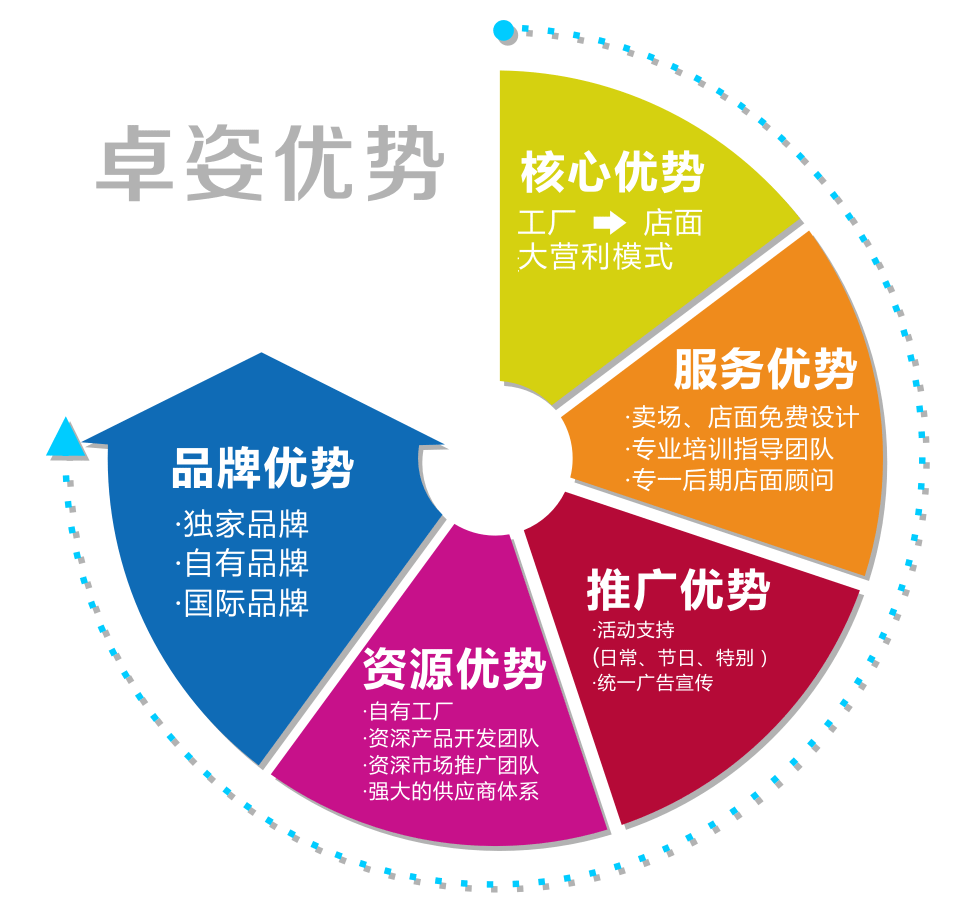 卓姿优势
核心优势
工厂 店面
·大营利模式
服务优势
·卖场、店面免费设计
·专业培训指导团队
·专一后期店面顾问
推广优势
·活动支持
(日常、节日、特别）
·统一广告宣传
资源优势
·自有工厂
·资深产品开发团队
·资深市场推广团队
·强大的供应商体系
品牌优势
·独家品牌
·自有品牌
·国际品牌